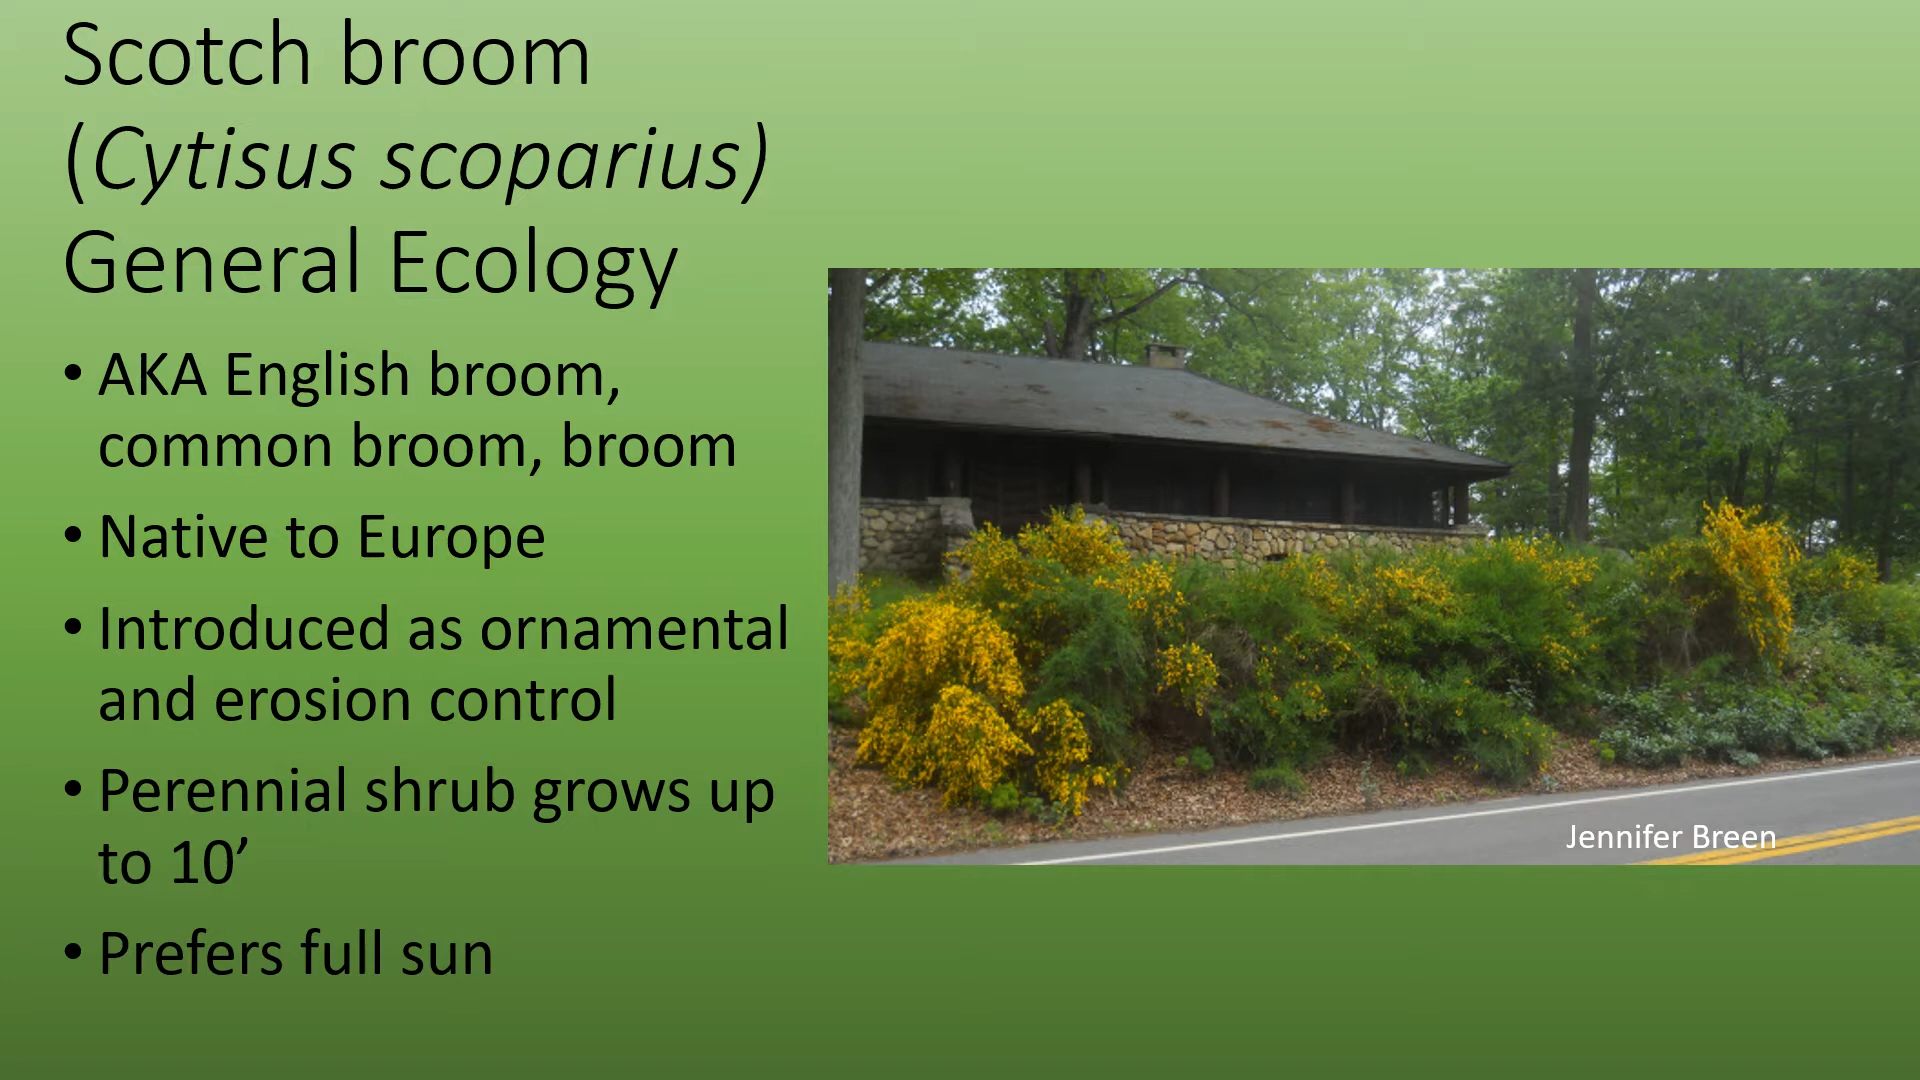 Scotch broom
(Cytisus scoparius)
General Ecology
• AKA English broom,
common broom, broom
• Native to Europe
• Introduced as ornamental
and erosion control
• Perennial shrub grows up
to 10’
• Prefers full sun
Jennifer Breen